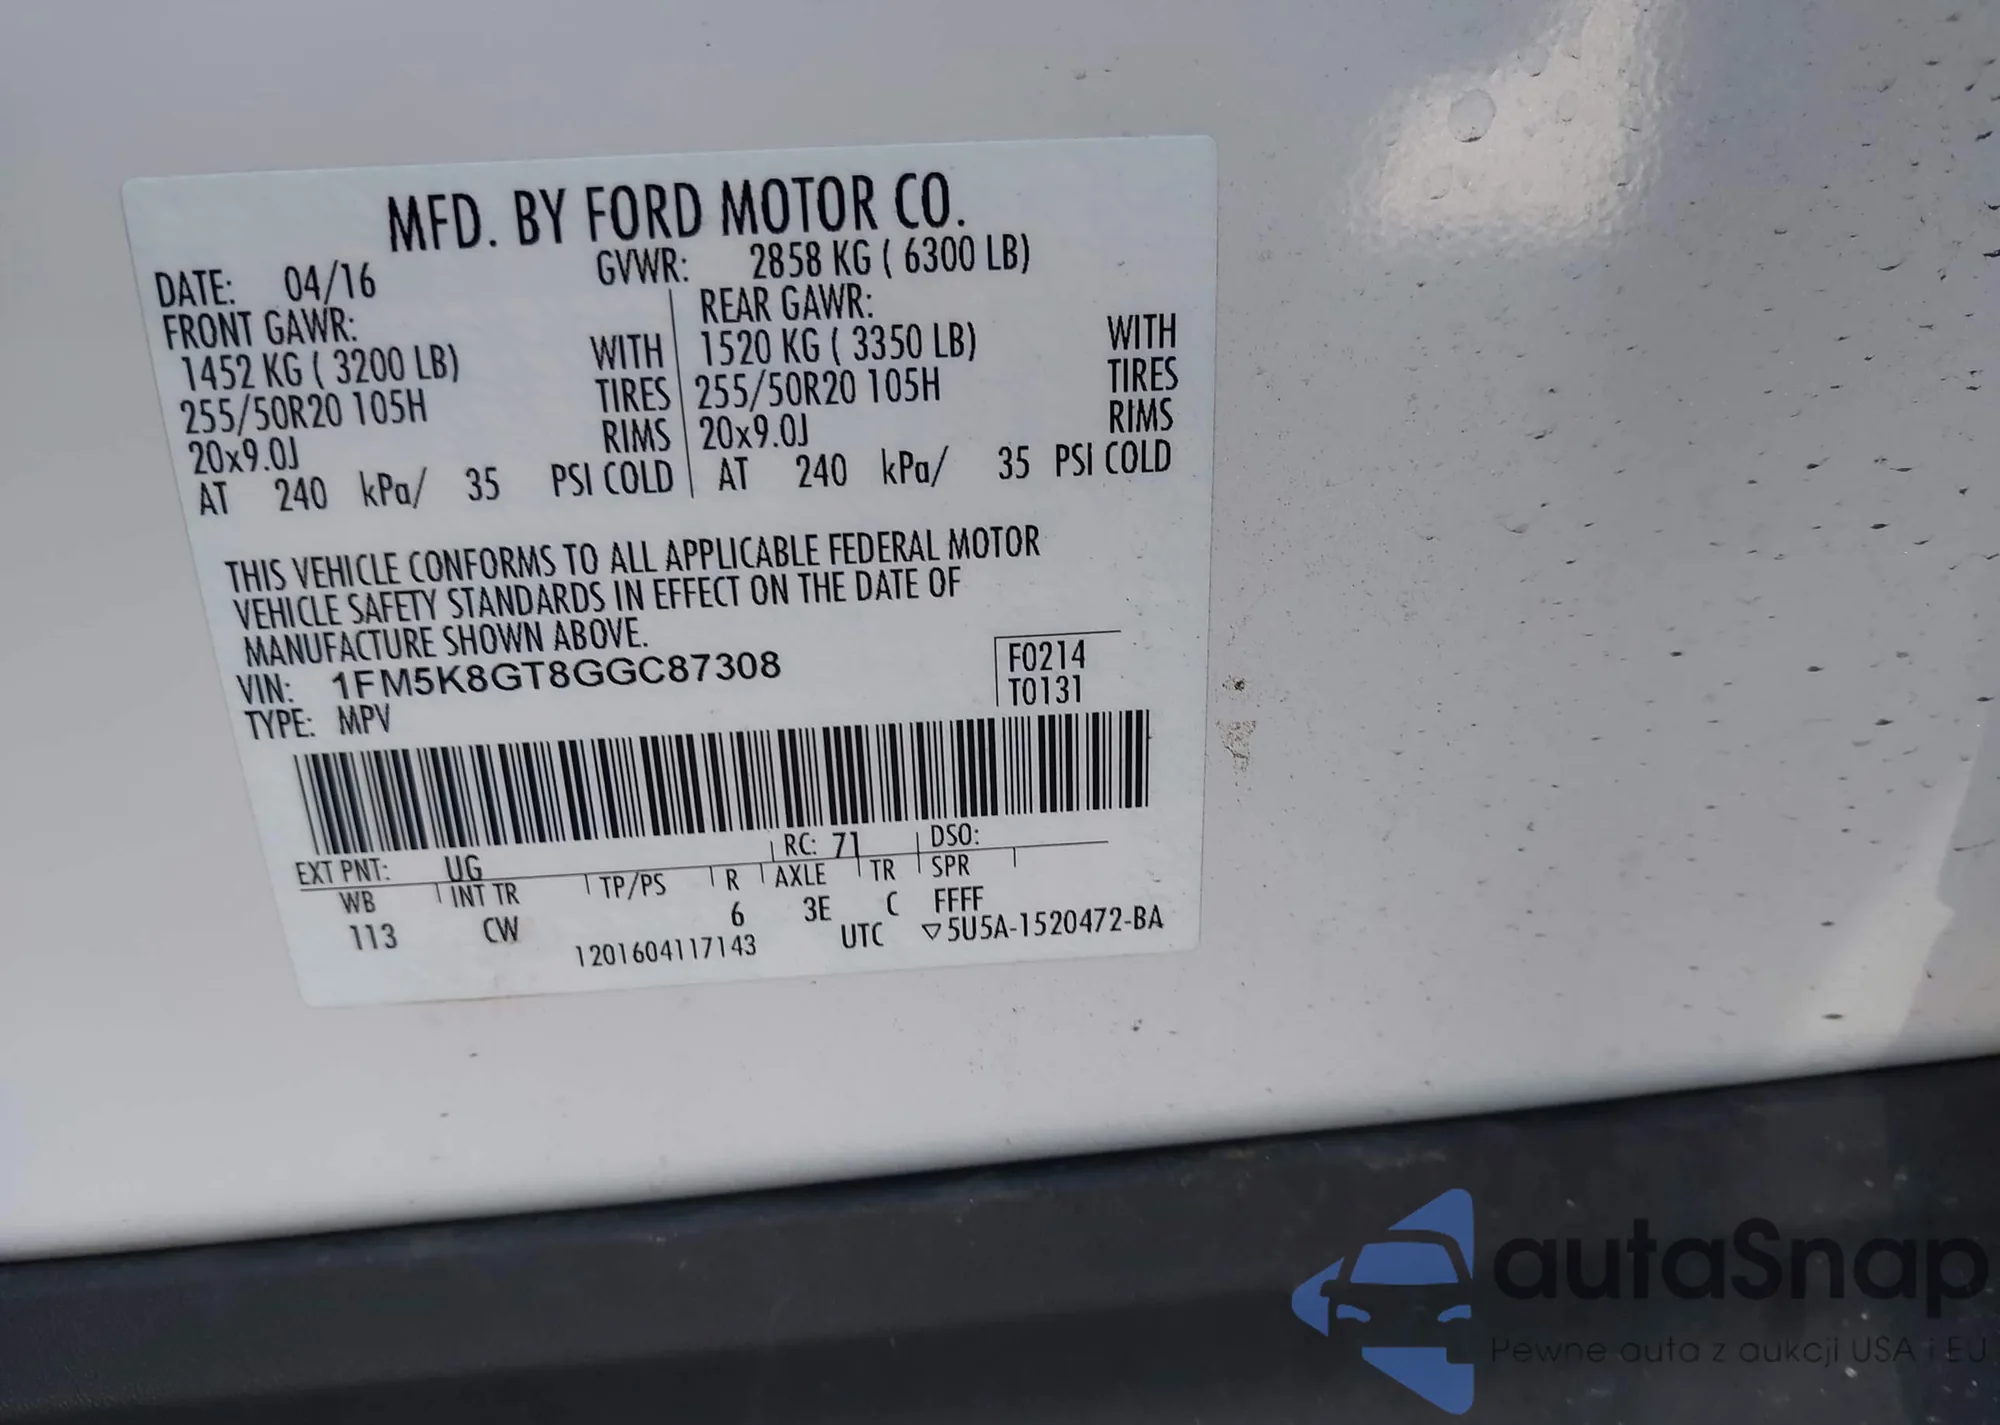 MFD. BY FORD MOTOR CO.
DATE: 04/16 GVWR: 2858 KG ( 6300 LB)
FRONT GAWR: REAR GAWR:
1452 KG ( 3200 LB) WITH 1520 KG ( 3350 LB) WITH
255/50R20 105H TIRES 255/50R20 105H TIRES
20x9.0J RIMS 20x9.0J RIMS
AT 240 kPa/ 35 PSI COLD AT 240 kPa/ 35 PSI COLD
THIS VEHICLE CONFORMS TO ALL APPLICABLE FEDERAL MOTOR
VEHICLE SAFETY STANDARDS IN EFFECT ON THE DATE OF
MANUFACTURE SHOWN ABOVE.
VIN: 1FM5K8GT8GGC87308 F0214
TYPE: MPV T0131
EXT PNT: UG RC: 71 DSO:
WB INT TR TP/PS R AXLE TR SPR
113 CW 6 3E C FFFF
1201604117143 UTC ▽5U5A-1520472-BA
autaSnap
Pewne auta z aukcji USA i EU